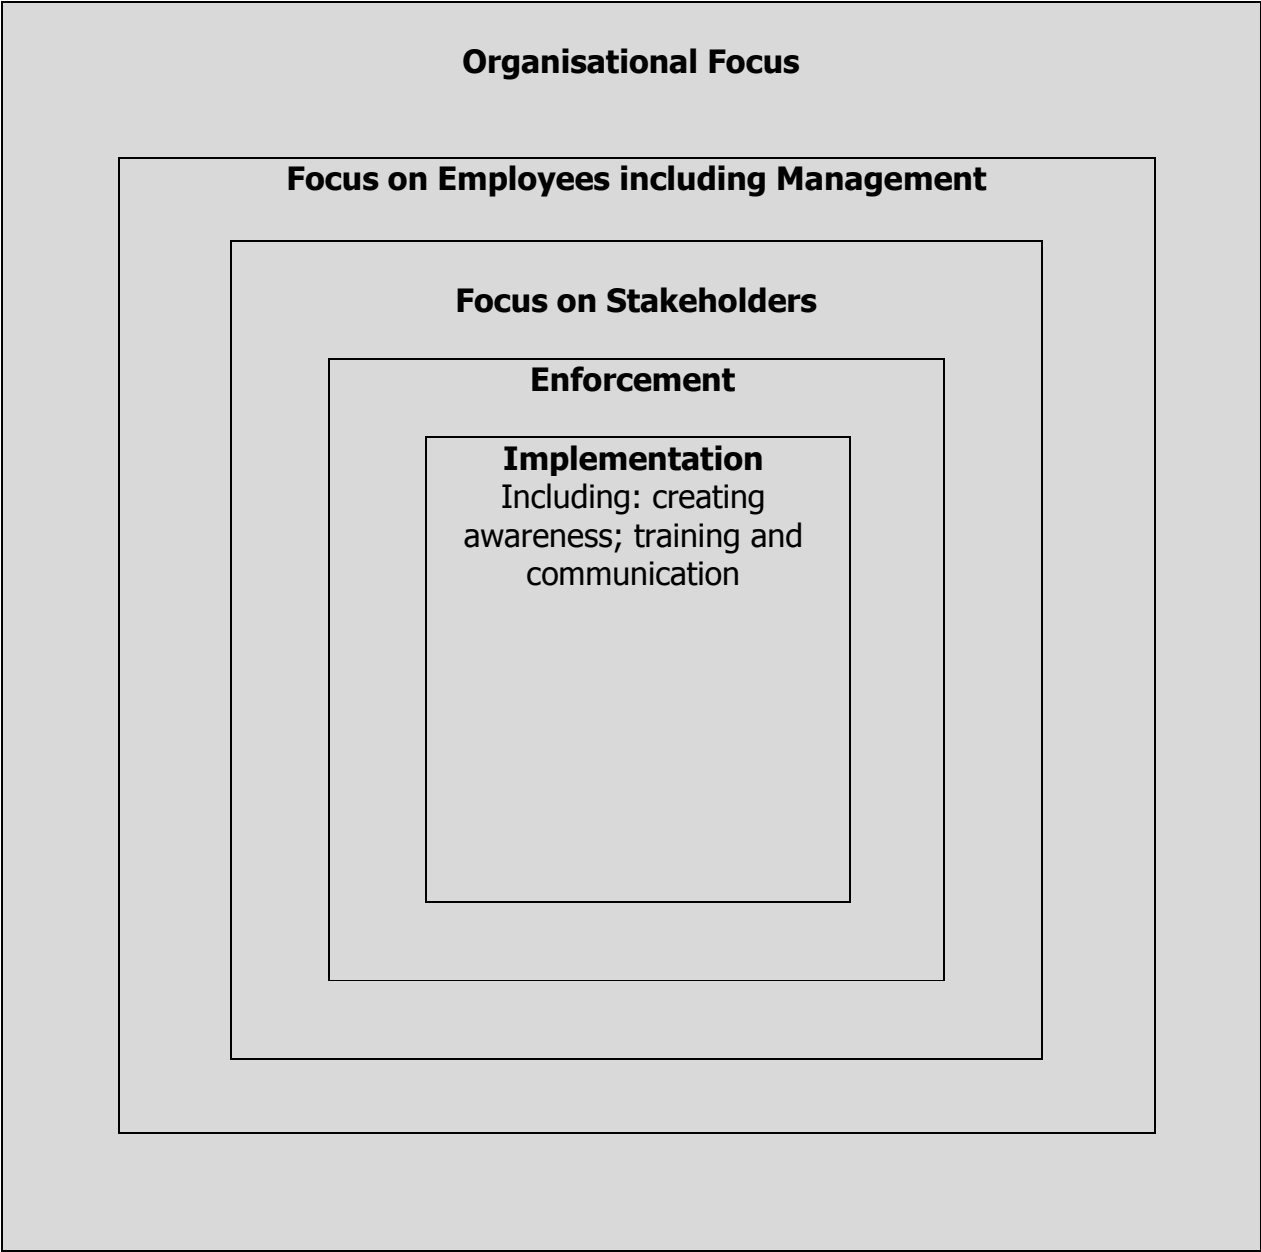 Organisational Focus
Focus on Employees including Management
Focus on Stakeholders
Enforcement
Implementation
Including: creating
awareness; training and
communication